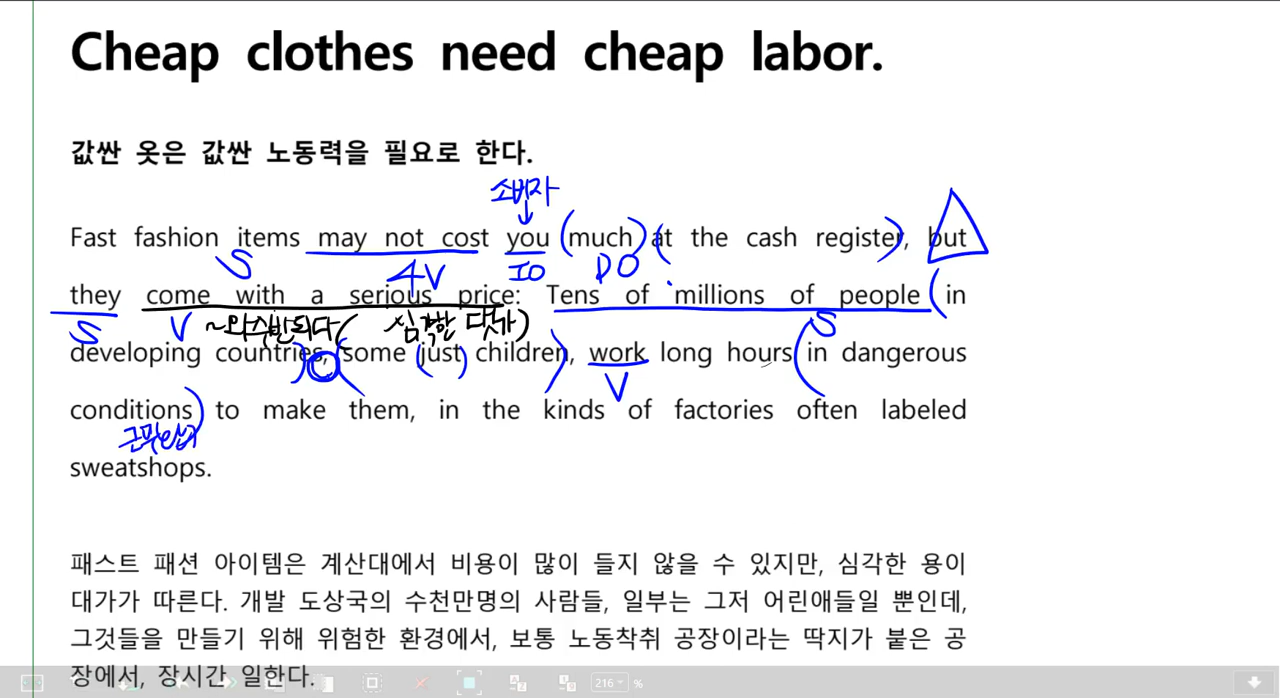 Cheap clothes need cheap labor.
값싼 옷은 값싼 노동력을 필요로 한다.
소비자
Fast fashion items may not cost you (much) (at the cash register), but
S 4V IO DO
they come with a serious price: Tens of millions of people (in
S V ~와 수반되다 (심각한 댓가) S
developing countries), (some (just) children), work long hours (in dangerous
V
conditions) to make them, in the kinds of factories often labeled
sweatshops.
패스트 패션 아이템은 계산대에서 비용이 많이 들지 않을 수 있지만, 심각한 용이
대가가 따른다. 개발 도상국의 수천만명의 사람들, 일부는 그저 어린애들일 뿐인데,
그것들을 만들기 위해 위험한 환경에서, 보통 노동착취 공장이라는 딱지가 붙은 공
장에서, 장시간 일한다.
216 %